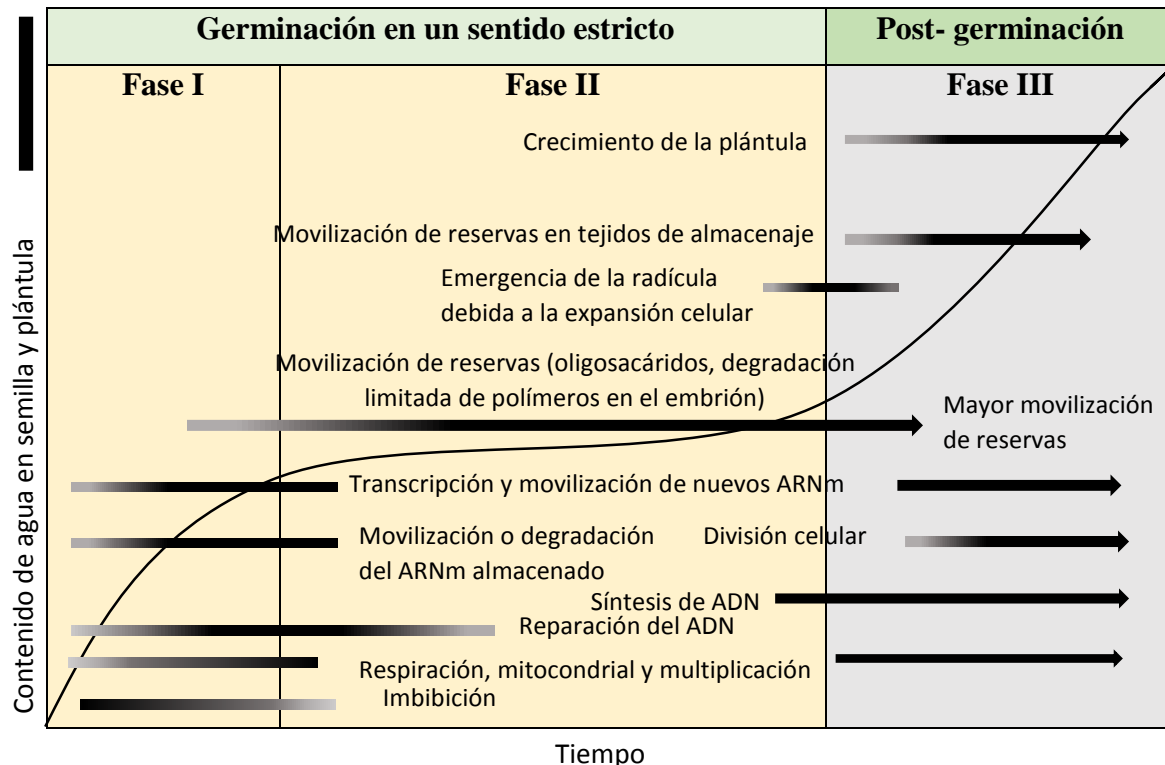 Germinación en un sentido estricto
Post- germinación
Fase I
Fase II
Fase III
Crecimiento de la plántula
Movilización de reservas en tejidos de almacenaje
Emergencia de la radícula
debida a la expansión celular
Movilización de reservas (oligosacáridos, degradación
limitada de polímeros en el embrión)
Mayor movilización
de reservas
Transcripción y movilización de nuevos ARNm
Movilización o degradación
del ARNm almacenado
División celular
Síntesis de ADN
Reparación del ADN
Respiración, mitocondrial y multiplicación
Imbibición
Contenido de agua en semilla y plántula
Tiempo